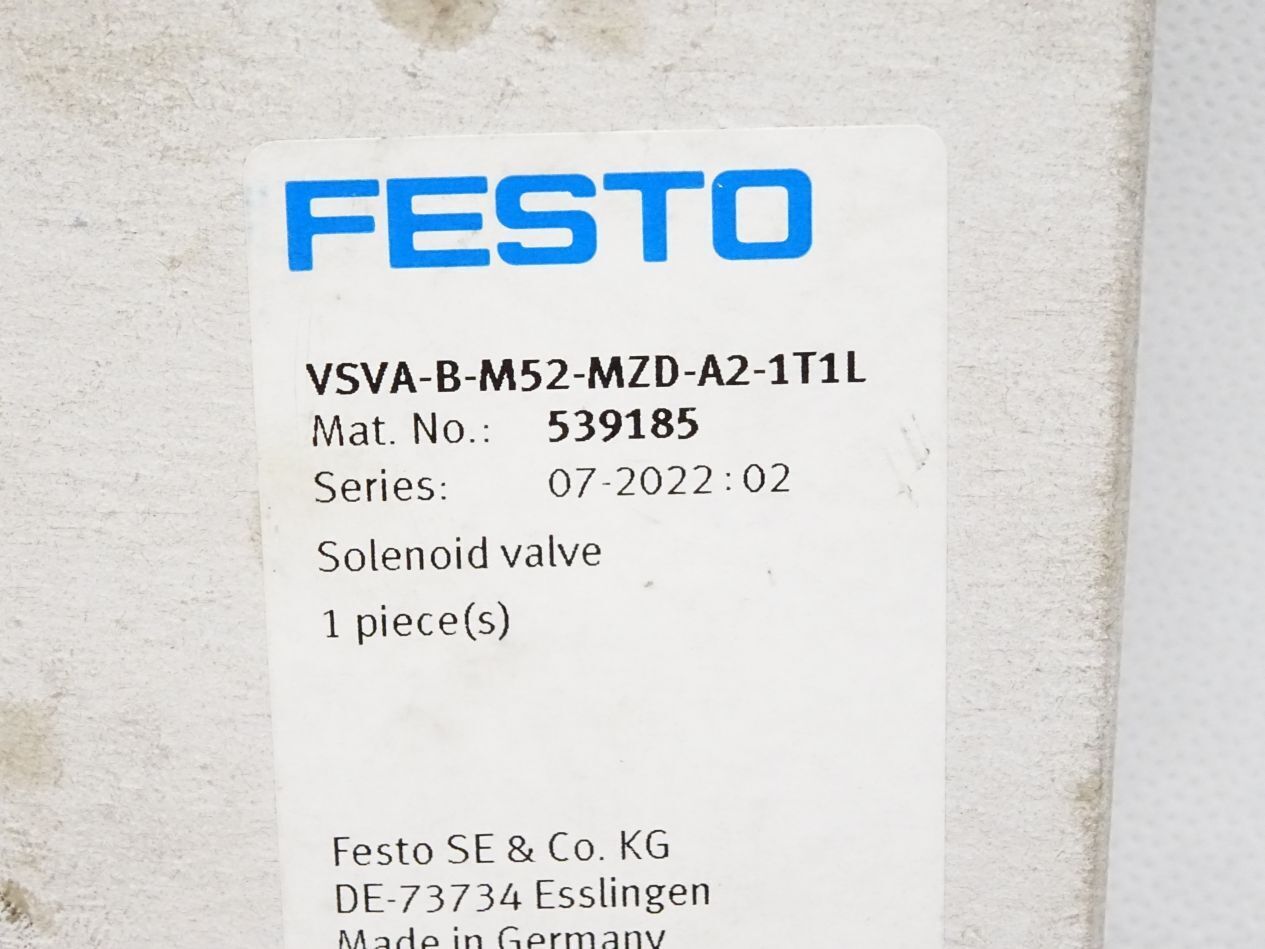 FESTO
VSVA-B-M52-MZD-A2-1T1L
Mat. No.: 539185
Series: 07-2022:02
Solenoid valve
1 piece(s)
Festo SE & Co. KG
DE-73734 Esslingen
Made in Germany